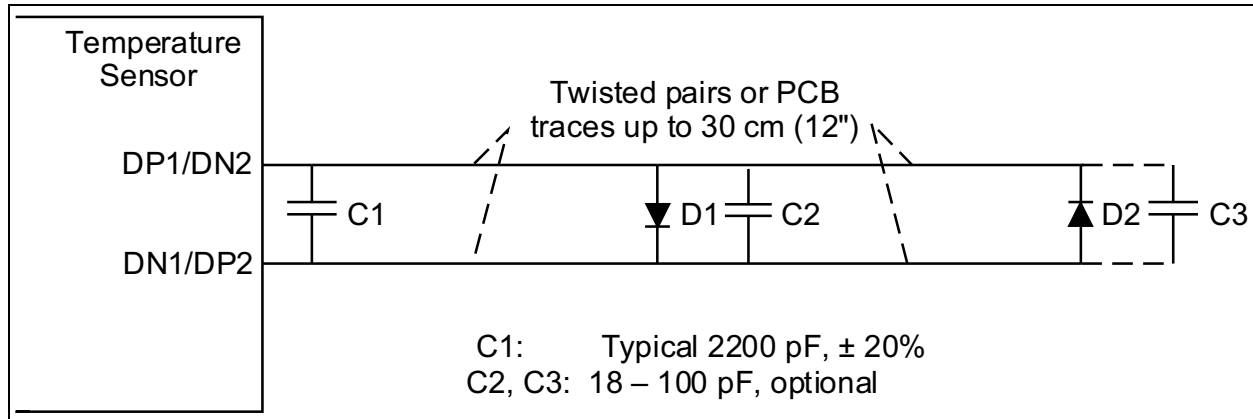 Temperature
Sensor
Twisted pairs or PCB
traces up to 30 cm (12")
DP1/DN2
C1
D1
C2
D2
C3
DN1/DP2
C1: Typical 2200 pF, ± 20%
C2, C3: 18 – 100 pF, optional